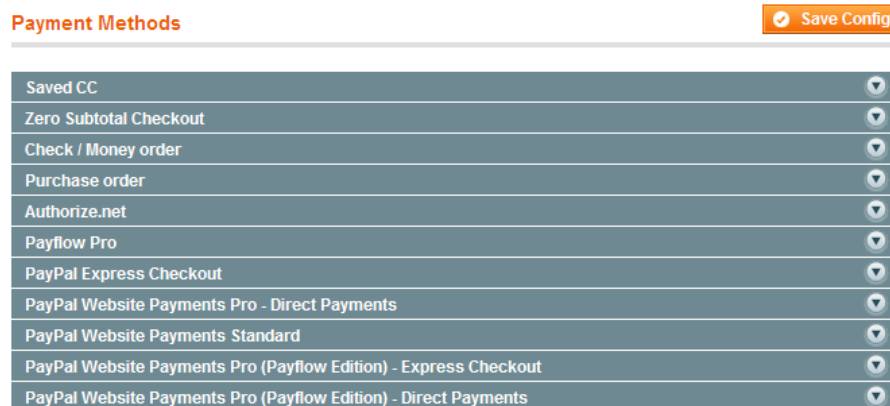 Payment Methods
Save Config
Saved CC
Zero Subtotal Checkout
Check / Money order
Purchase order
Authorize.net
Payflow Pro
PayPal Express Checkout
PayPal Website Payments Pro - Direct Payments
PayPal Website Payments Standard
PayPal Website Payments Pro (Payflow Edition) - Express Checkout
PayPal Website Payments Pro (Payflow Edition) - Direct Payments